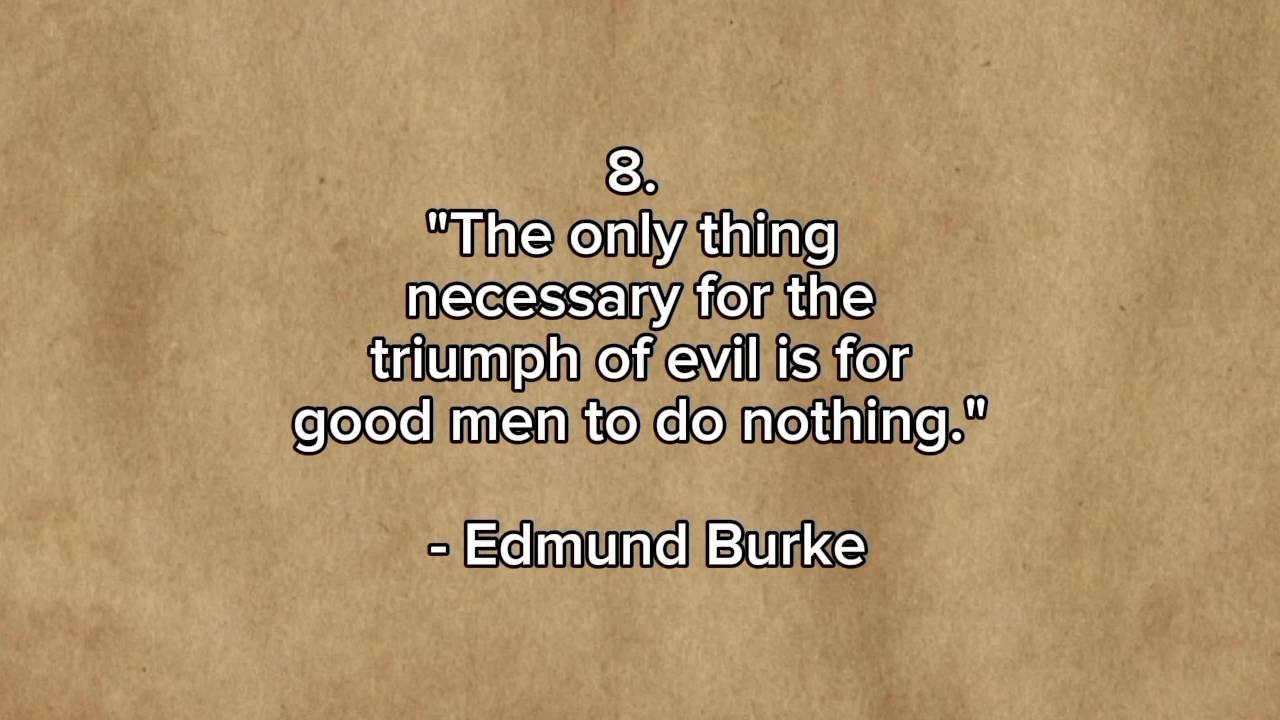 8.
"The only thing
necessary for the
triumph of evil is for
good men to do nothing."
- Edmund Burke